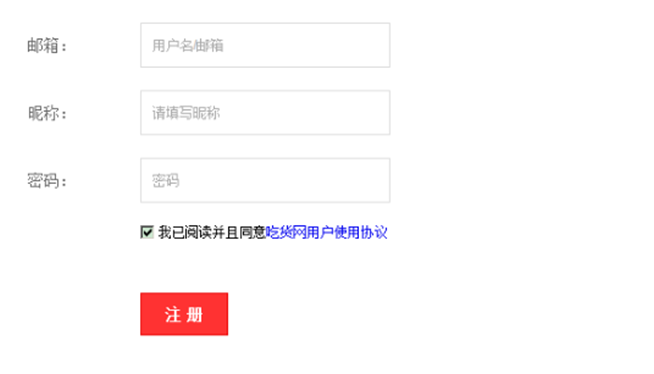 邮箱： 用户名/邮箱
昵称： 请填写昵称
密码： 密码
我已阅读并且同意吃货网用户使用协议
注 册